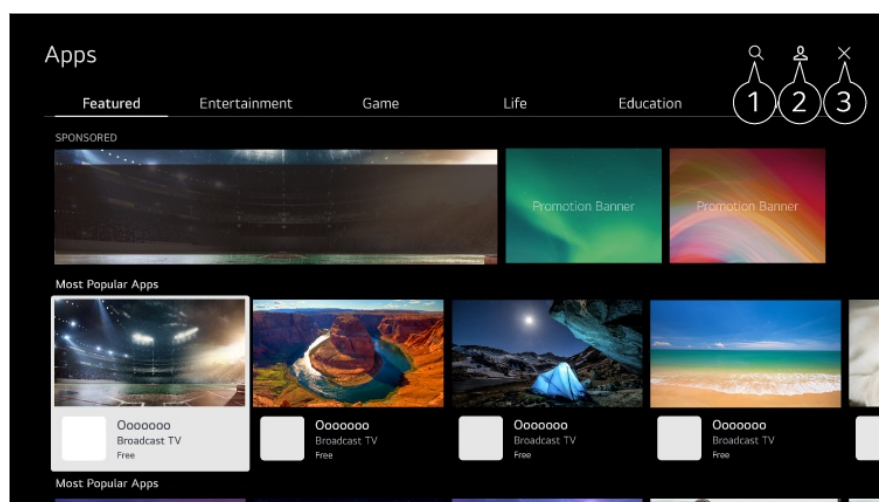 Apps
Featured Entertainment Game Life Education
1 2 3
SPONSORED
Promotion Banner Promotion Banner
Most Popular Apps
Ooooooo Ooooooo Ooooooo Ooooooo
Broadcast TV Broadcast TV Broadcast TV Broadcast TV
Free Free Free Free
Most Popular Apps